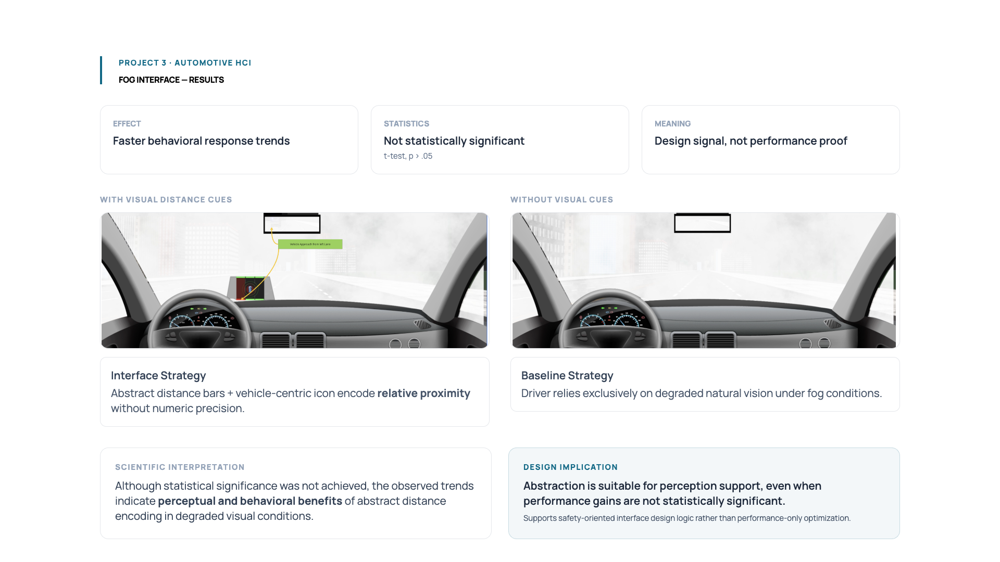 PROJECT 3 · AUTOMOTIVE HCI
FOG INTERFACE — RESULTS
EFFECT
Faster behavioral response trends
STATISTICS
Not statistically significant
t-test, p > .05
MEANING
Design signal, not performance proof
WITH VISUAL DISTANCE CUES
Vehicle Approach from left Lane
WITHOUT VISUAL CUES
Interface Strategy
Abstract distance bars + vehicle-centric icon encode relative proximity
without numeric precision.
Baseline Strategy
Driver relies exclusively on degraded natural vision under fog conditions.
SCIENTIFIC INTERPRETATION
Although statistical significance was not achieved, the observed trends
indicate perceptual and behavioral benefits of abstract distance
encoding in degraded visual conditions.
DESIGN IMPLICATION
Abstraction is suitable for perception support, even when
performance gains are not statistically significant.
Supports safety-oriented interface design logic rather than performance-only optimization.